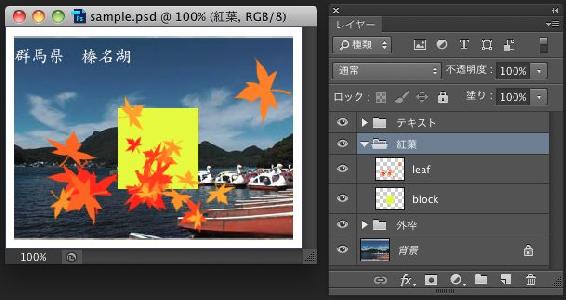 sample.psd @ 100% (紅葉, RGB/8)
群馬県 榛名湖
100%
レイヤー
種類
通常
不透明度: 100%
ロック:
塗り: 100%
テキスト
紅葉
leaf
block
外枠
背景